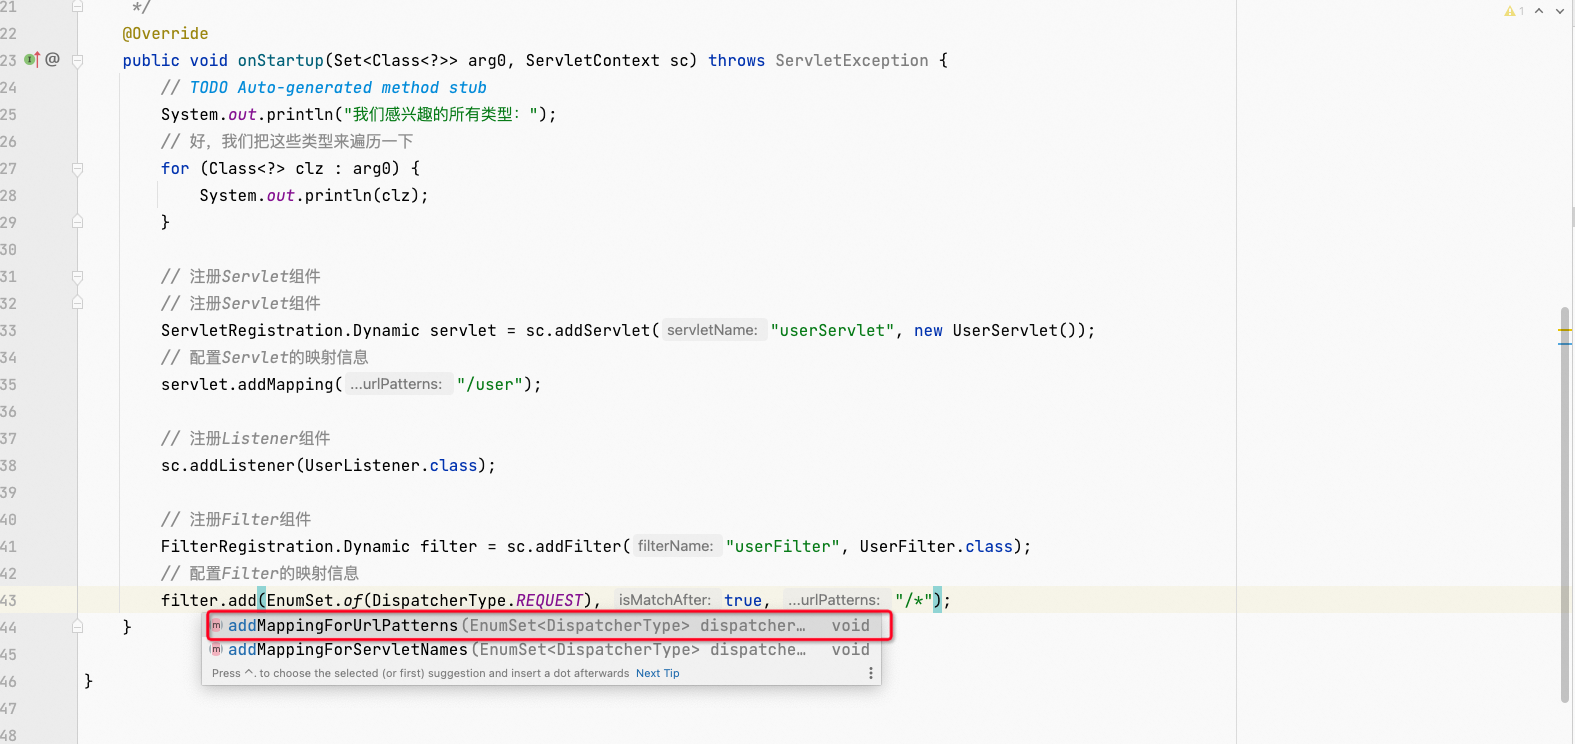 21 */
22 @Override
23 @ public void onStartup(Set<Class<?>> arg0, ServletContext sc) throws ServletException {
24 // TODO Auto-generated method stub
25 System.out.println("我们感兴趣的所有类型：");
26 // 好，我们把这些类型来遍历一下
27 for (Class<?> clz : arg0) {
28 System.out.println(clz);
29 }
30
31 // 注册Servlet组件
32 // 注册Servlet组件
33 ServletRegistration.Dynamic servlet = sc.addServlet( servletName: "userServlet", new UserServlet());
34 // 配置Servlet的映射信息
35 servlet.addMapping( ...urlPatterns: "/user");
36
37 // 注册Listener组件
38 sc.addListener(UserListener.class);
39
40 // 注册Filter组件
41 FilterRegistration.Dynamic filter = sc.addFilter( filterName: "userFilter", UserFilter.class);
42 // 配置Filter的映射信息
43 filter.add(EnumSet.of(DispatcherType.REQUEST), isMatchAfter: true, ...urlPatterns: "/*");
m addMappingForUrlPatterns(EnumSet<DispatcherType> dispatcher… void
44 }
m addMappingForServletNames(EnumSet<DispatcherType> dispatche… void
45
Press ^. to choose the selected (or first) suggestion and insert a dot afterwards Next Tip
46 }
47
48
1